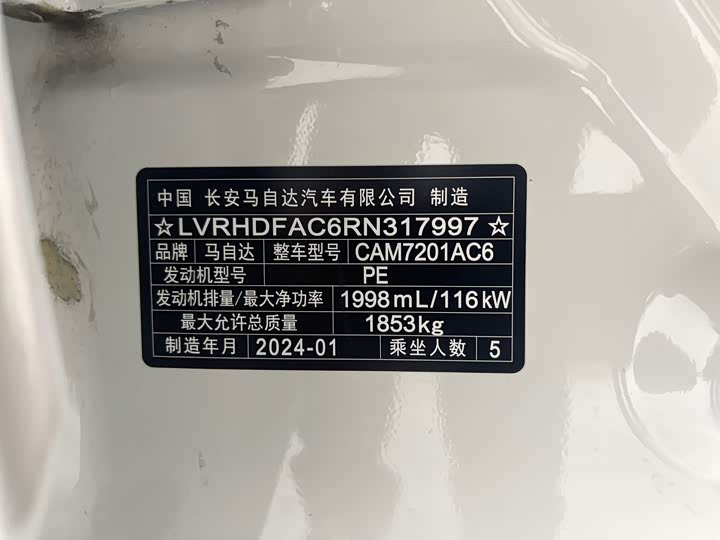 中国 长安马自达汽车有限公司 制造
☆LVRHDFAC6RN317997☆
品牌 马自达 整车型号 CAM7201AC6
发动机型号 PE
发动机排量/最大净功率 1998mL/116kW
最大允许总质量 1853kg
制造年月 2024-01 乘坐人数 5